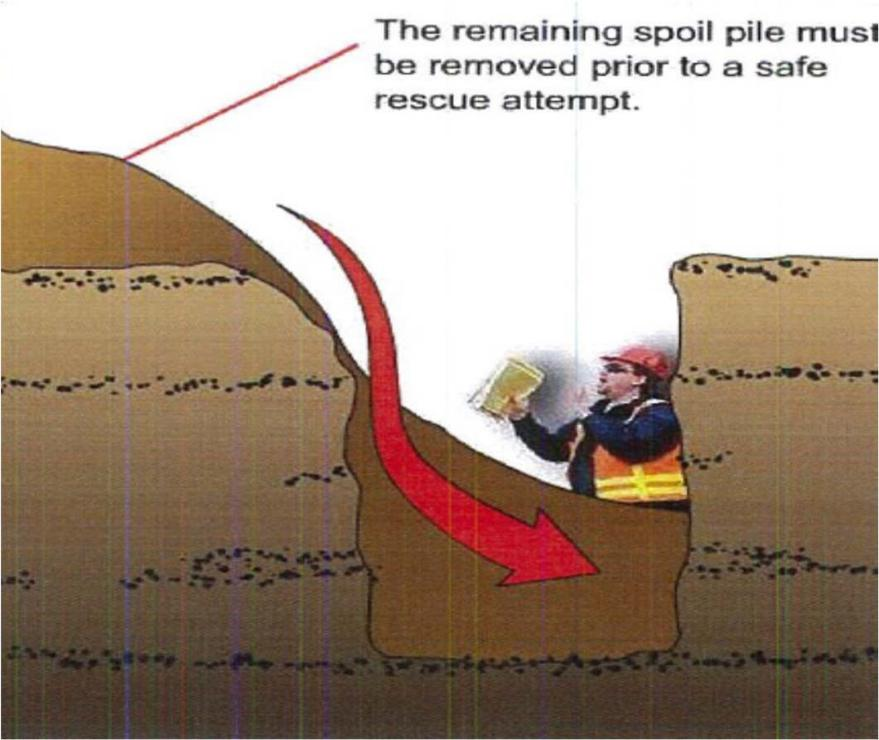 The remaining spoil pile must
be removed prior to a safe
rescue attempt.